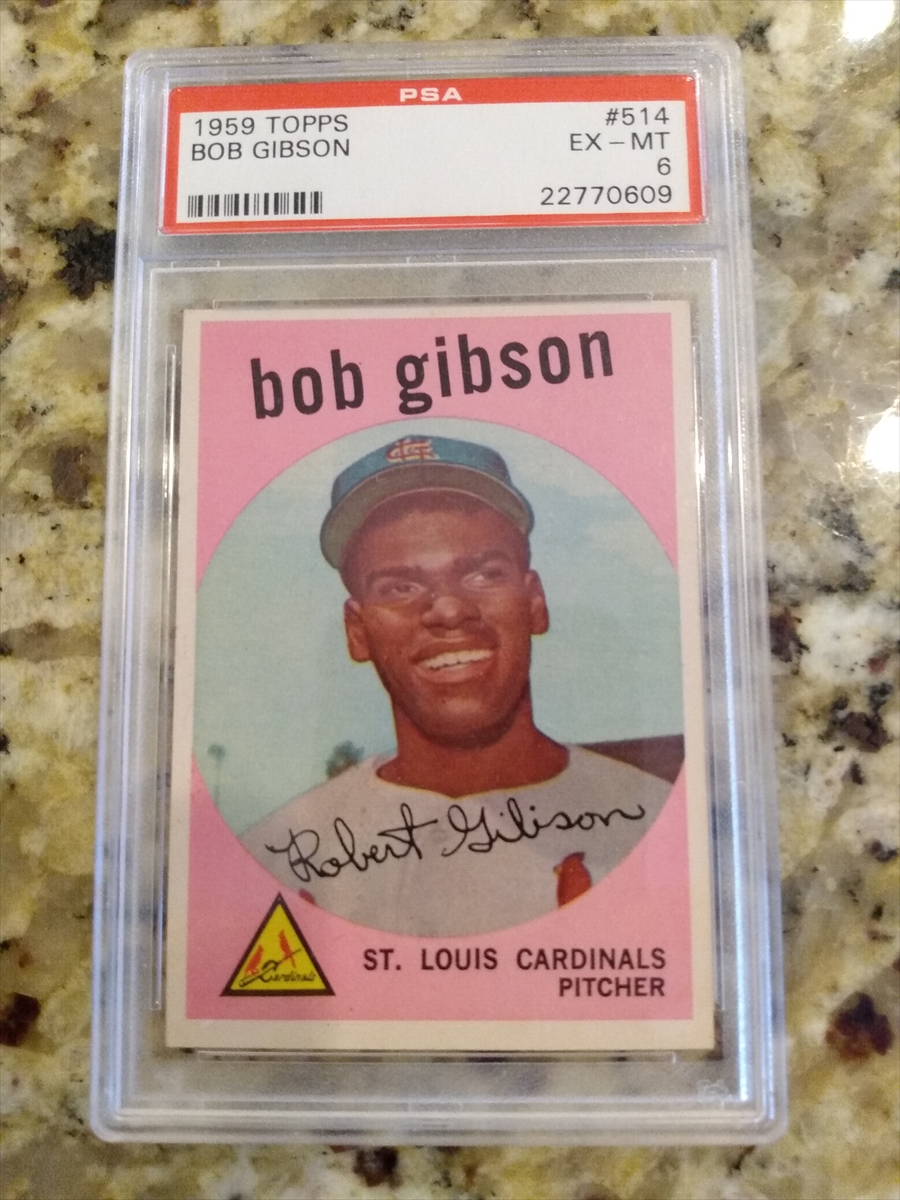 PSA
1959 TOPPS #514
BOB GIBSON EX – MT
6
22770609
bob gibson
StL
Robert Gibson
Cardinals
ST. LOUIS CARDINALS
PITCHER